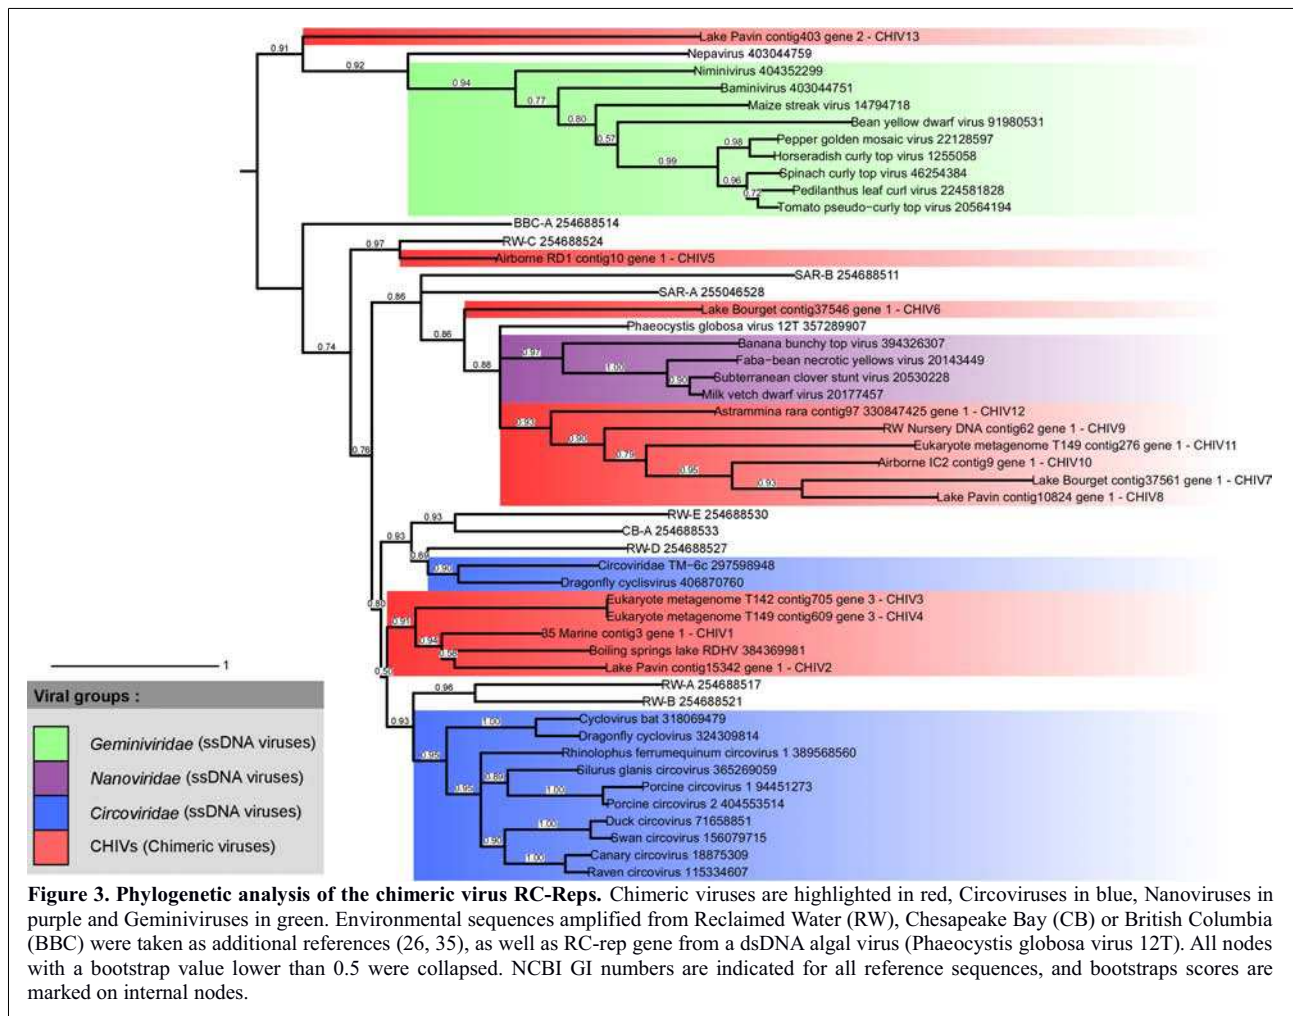 0.91
Lake Pavin contig403 gene 2 - CHIV13
Nepavirus 403044759
0.92
Niminivirus 404352299
0.94
Baminivirus 403044751
0.77
Maize streak virus 14794718
0.80
Bean yellow dwarf virus 91980531
0.57
Pepper golden mosaic virus 22128597
0.98
Horseradish curly top virus 1255058
0.99
Spinach curly top virus 46254384
0.96
Pedilanthus leaf curl virus 224581828
0.72
Tomato pseudo-curly top virus 20564194
BBC-A 254688514
RW-C 254688524
0.97
Airborne RD1 contig10 gene 1 - CHIV5
SAR-B 254688511
0.86
SAR-A 255046528
Lake Bourget contig37546 gene 1 - CHIV6
Phaeocystis globosa virus 12T 357289907
0.86
0.74
Banana bunchy top virus 394326307
0.97
Faba-bean necrotic yellows virus 20143449
0.88
1.00
Subterranean clover stunt virus 20530228
0.90
Milk vetch dwarf virus 20177457
Astrammina rara contig97 330847425 gene 1 - CHIV12
0.93
RW Nursery DNA contig62 gene 1 - CHIV9
0.90
Eukaryote metagenome T149 contig276 gene 1 - CHIV11
0.76
0.79
Airborne IC2 contig9 gene 1 - CHIV10
0.95
Lake Bourget contig37561 gene 1 - CHIV7
0.93
Lake Pavin contig10824 gene 1 - CHIV8
RW-E 254688530
0.93
CB-A 254688533
0.93
RW-D 254688527
0.69
Circoviridae TM-6c 297598948
0.90
Dragonfly cyclisvirus 406870760
Eukaryote metagenome T142 contig705 gene 3 - CHIV3
0.80
Eukaryote metagenome T149 contig609 gene 3 - CHIV4
0.91
35 Marine contig3 gene 1 - CHIV1
0.94
Boiling springs lake RDHV 384369981
0.56
Lake Pavin contig15342 gene 1 - CHIV2
0.50
RW-A 254688517
0.96
RW-B 254688521
0.93
Cyclovirus bat 318069479
1.00
Dragonfly cyclovirus 324309814
Rhinolophus ferrumequinum circovirus 1 389568560
0.95
Silurus glanis circovirus 365269059
0.89
Porcine circovirus 1 94451273
0.95
1.00
Porcine circovirus 2 404553514
Duck circovirus 71658851
1.00
Swan circovirus 156079715
0.90
Canary circovirus 18875309
1.00
Raven circovirus 115334607
1
Viral groups :
Geminiviridae (ssDNA viruses)
Nanoviridae (ssDNA viruses)
Circoviridae (ssDNA viruses)
CHIVs (Chimeric viruses)
Figure 3. Phylogenetic analysis of the chimeric virus RC-Reps. Chimeric viruses are highlighted in red, Circoviruses in blue, Nanoviruses in
purple and Geminiviruses in green. Environmental sequences amplified from Reclaimed Water (RW), Chesapeake Bay (CB) or British Columbia
(BBC) were taken as additional references (26, 35), as well as RC-rep gene from a dsDNA algal virus (Phaeocystis globosa virus 12T). All nodes
with a bootstrap value lower than 0.5 were collapsed. NCBI GI numbers are indicated for all reference sequences, and bootstraps scores are
marked on internal nodes.